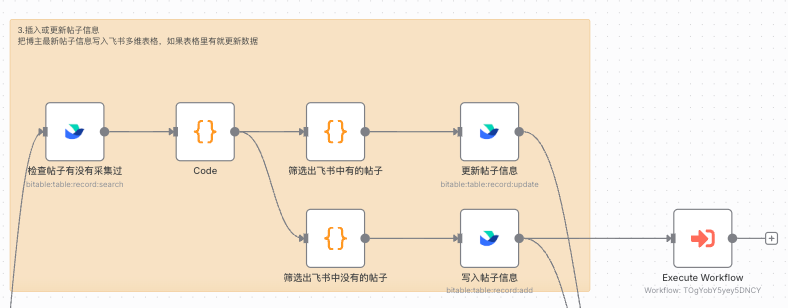 3.插入或更新帖子信息
把博主最新帖子信息写入飞书多维表格，如果表格里有就更新数据
检查帖子有没有采集过
bitable:table:record:search
Code
筛选出飞书中有的帖子
更新帖子信息
bitable:table:record:update
筛选出飞书中没有的帖子
写入帖子信息
bitable:table:record:add
Execute Workflow
Workflow: TOgYobY5yey5DNCY